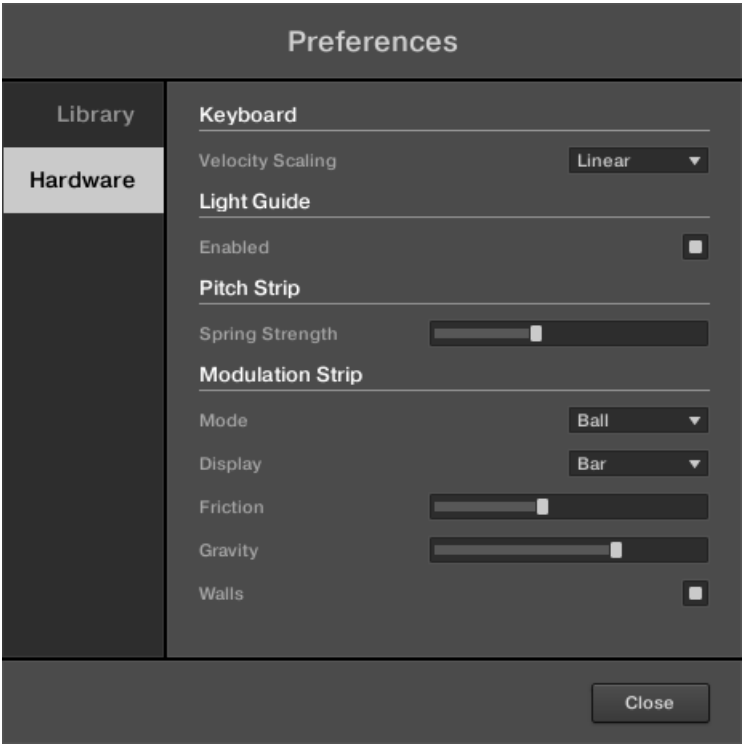 Preferences
Library
Hardware
Keyboard
Velocity Scaling Linear
Light Guide
Enabled
Pitch Strip
Spring Strength
Modulation Strip
Mode Ball
Display Bar
Friction
Gravity
Walls
Close